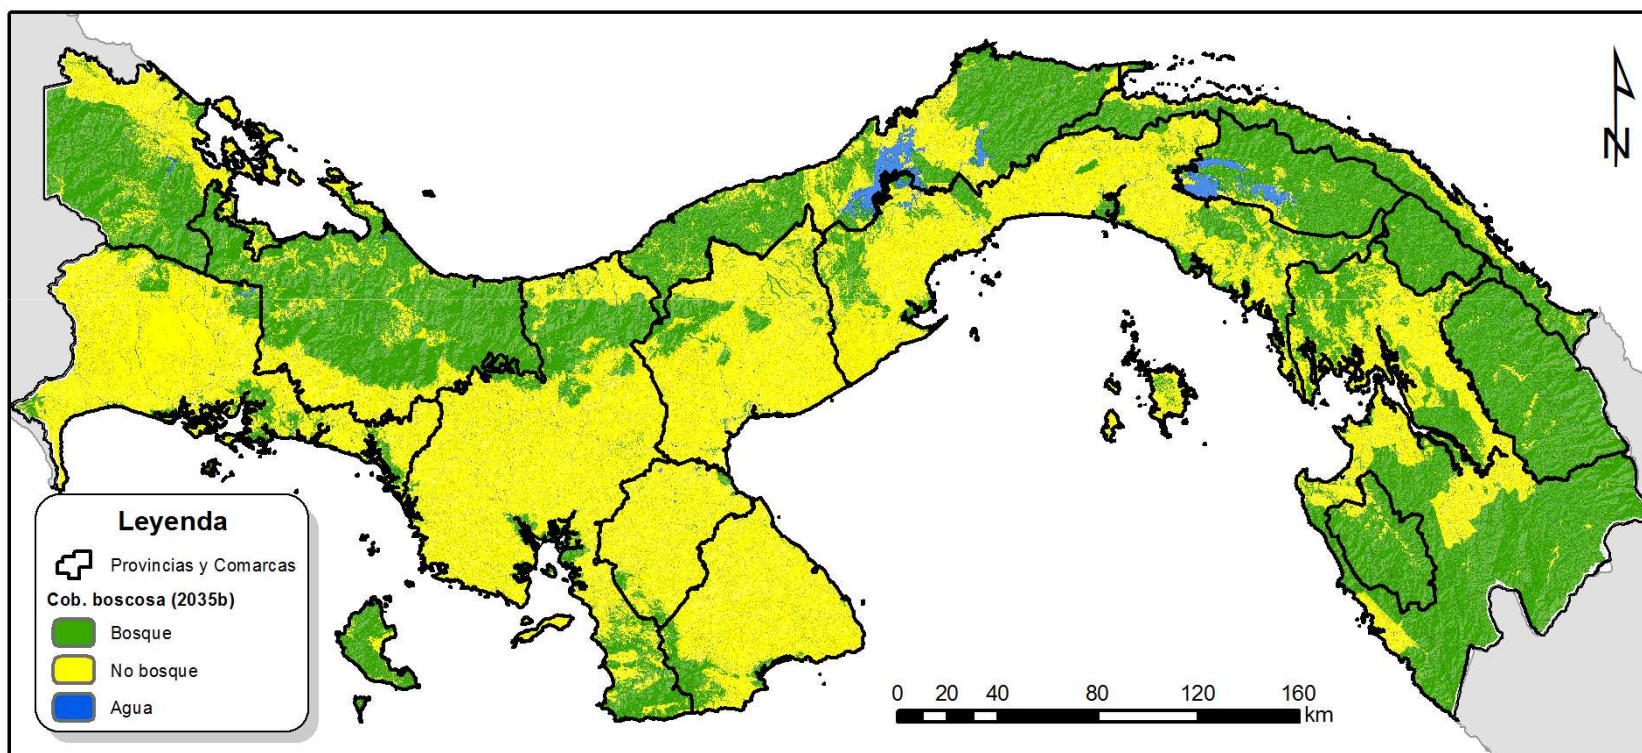 N
Leyenda
Provincias y Comarcas
Cob. boscosa (2035b)
Bosque
No bosque
Agua
0 20 40 80 120 160
km